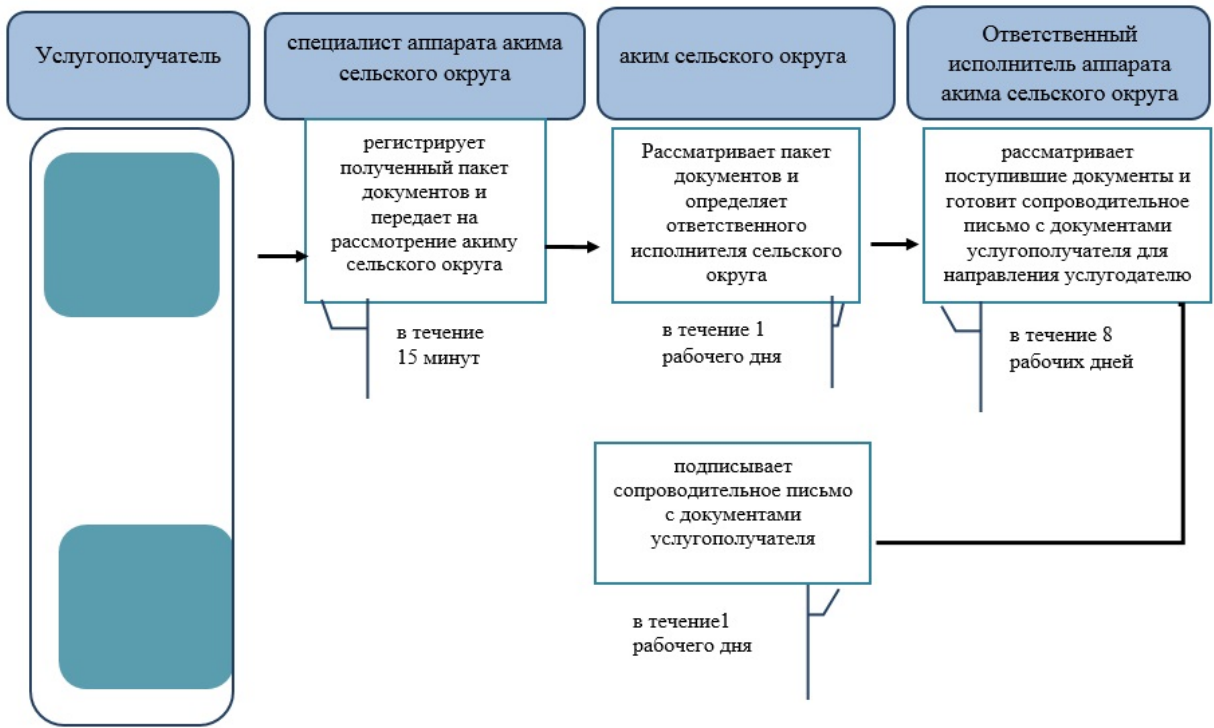 Услугополучатель
специалист аппарата акима
сельского округа
аким сельского округа
Ответственный
исполнитель аппарата
акима сельского округа
регистрирует
полученный пакет
документов и
передает на
рассмотрение акиму
сельского округа
Рассматривает пакет
документов и
определяет
ответственного
исполнителя сельского
округа
рассматривает
поступившие документы и
готовит сопроводительное
письмо с документами
услугополучателя для
направления услугодателю
в течение
15 минут
в течение 1
рабочего дня
в течение 8
рабочих дней
подписывает
сопроводительное письмо
с документами
услугополучателя
в течение1
рабочего дня